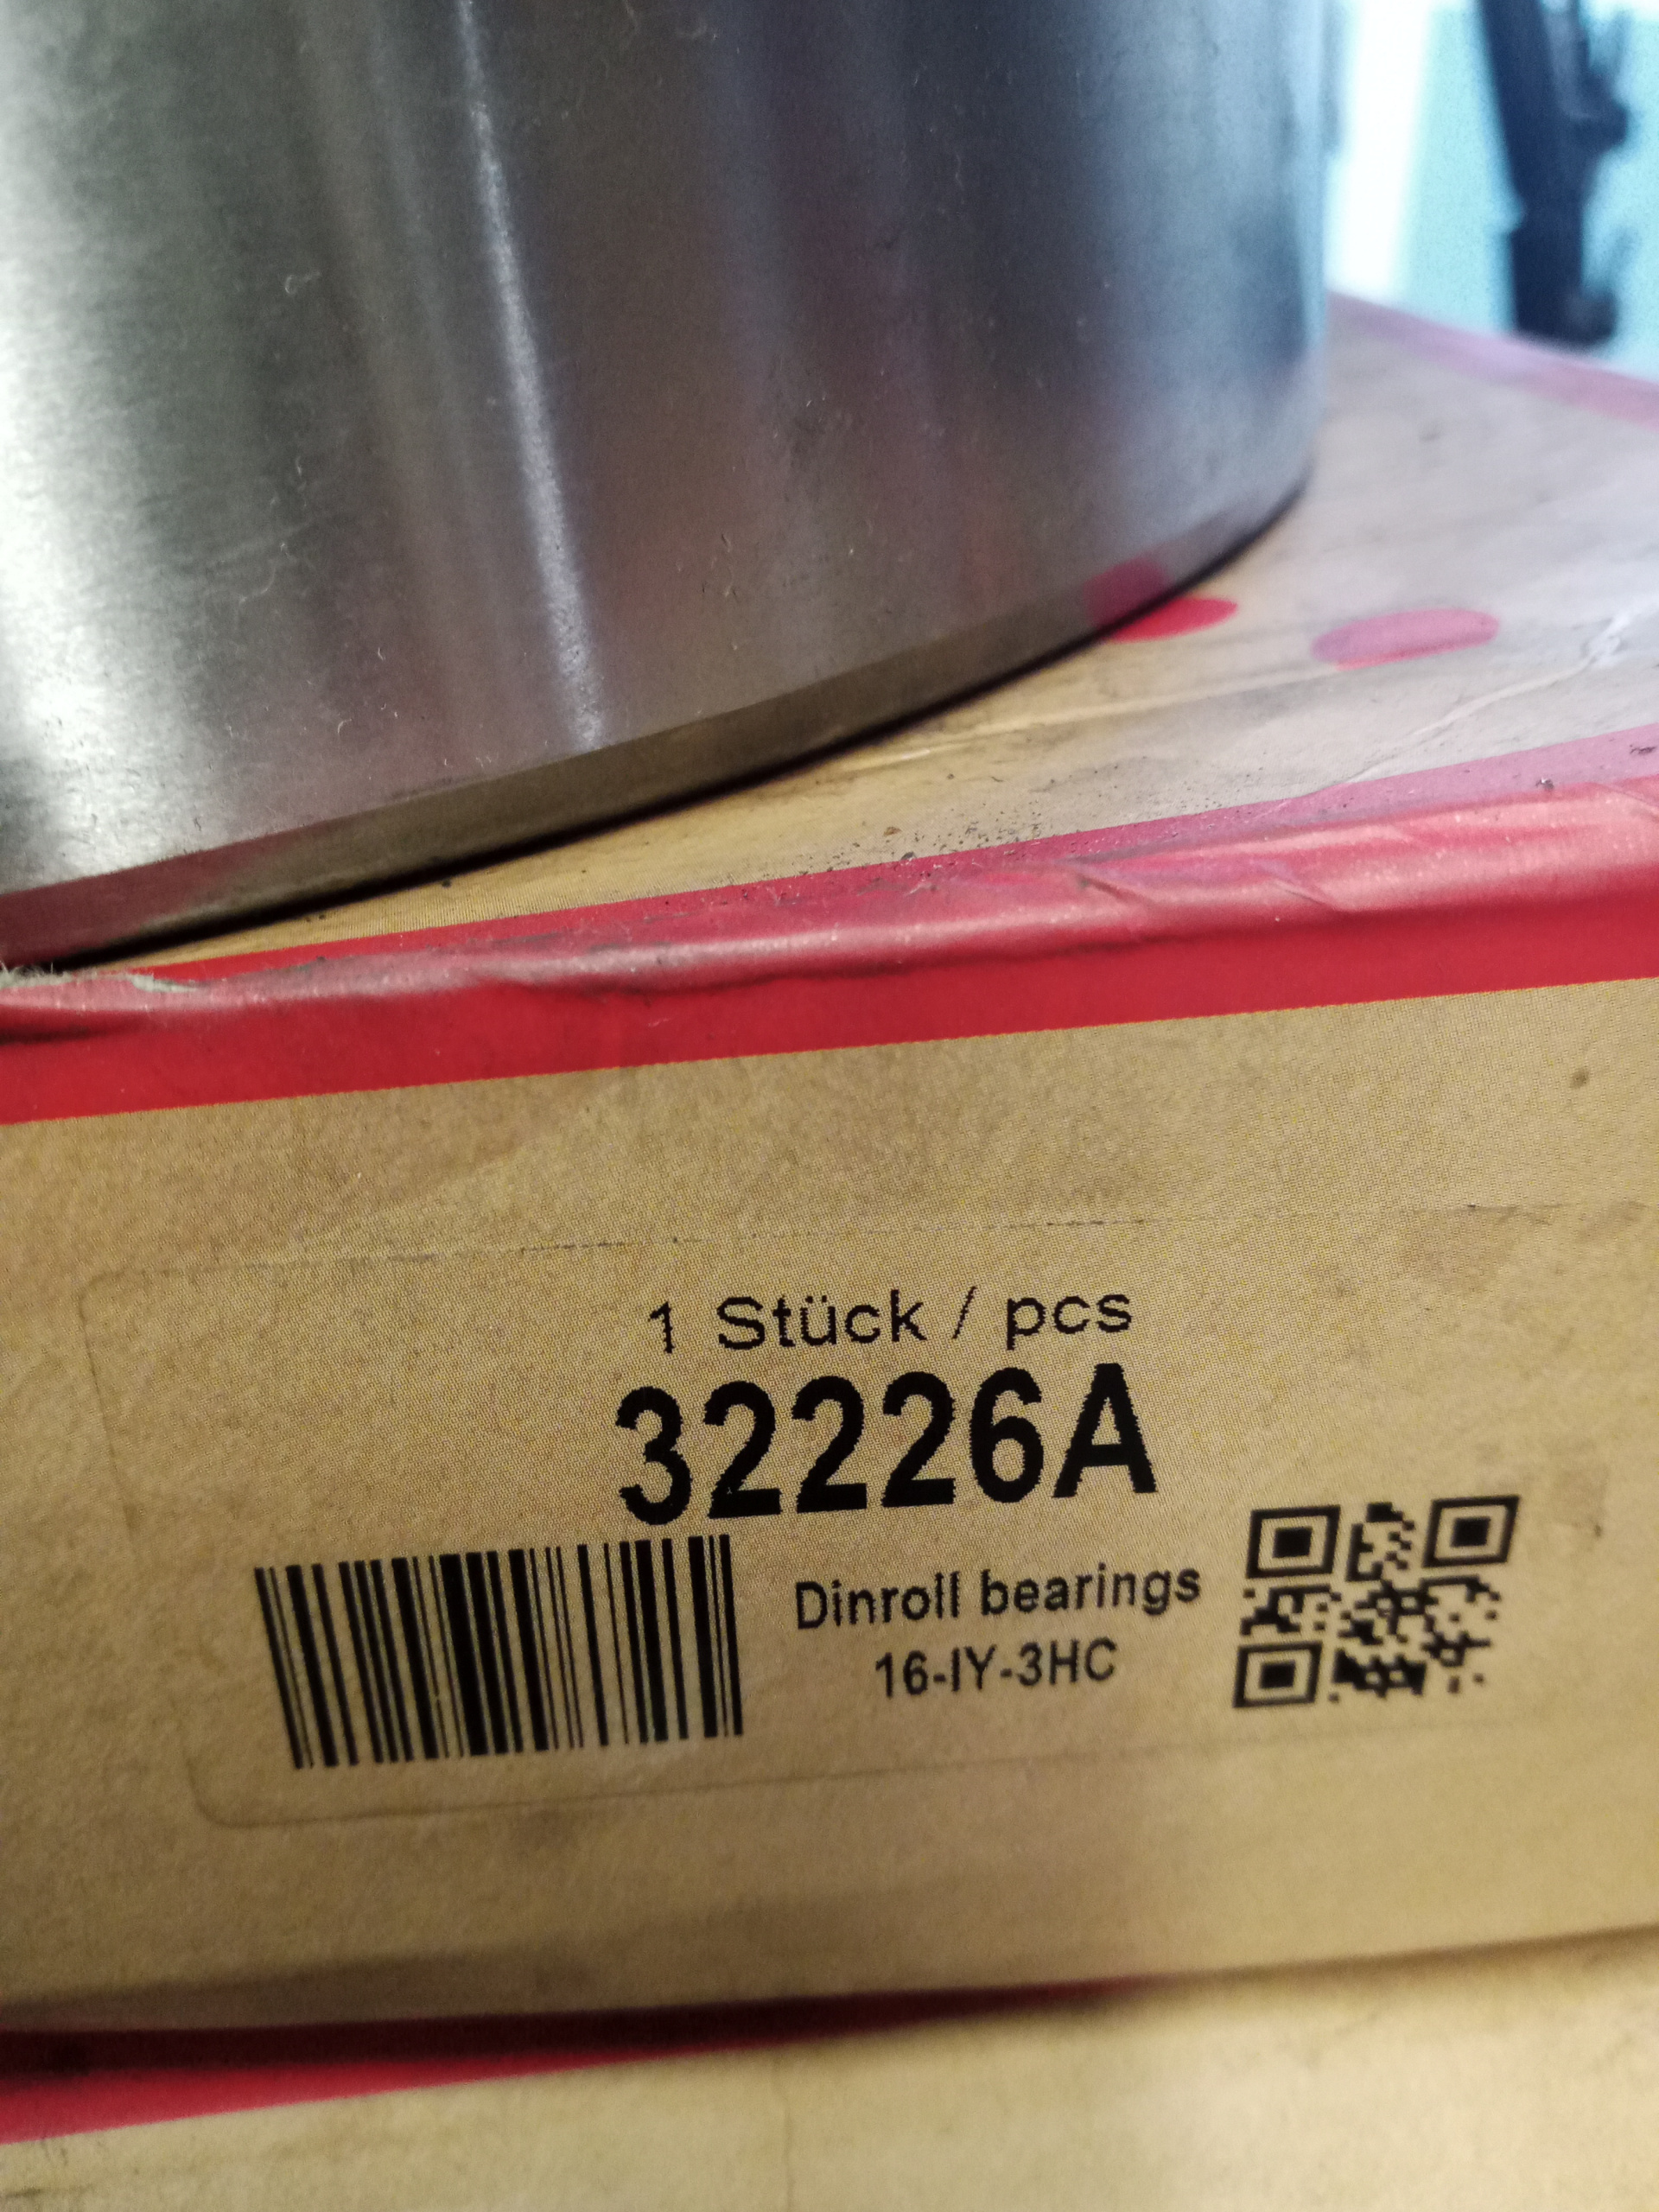 1 Stück / pcs
32226A
Dinroll bearings
16-IY-3HC